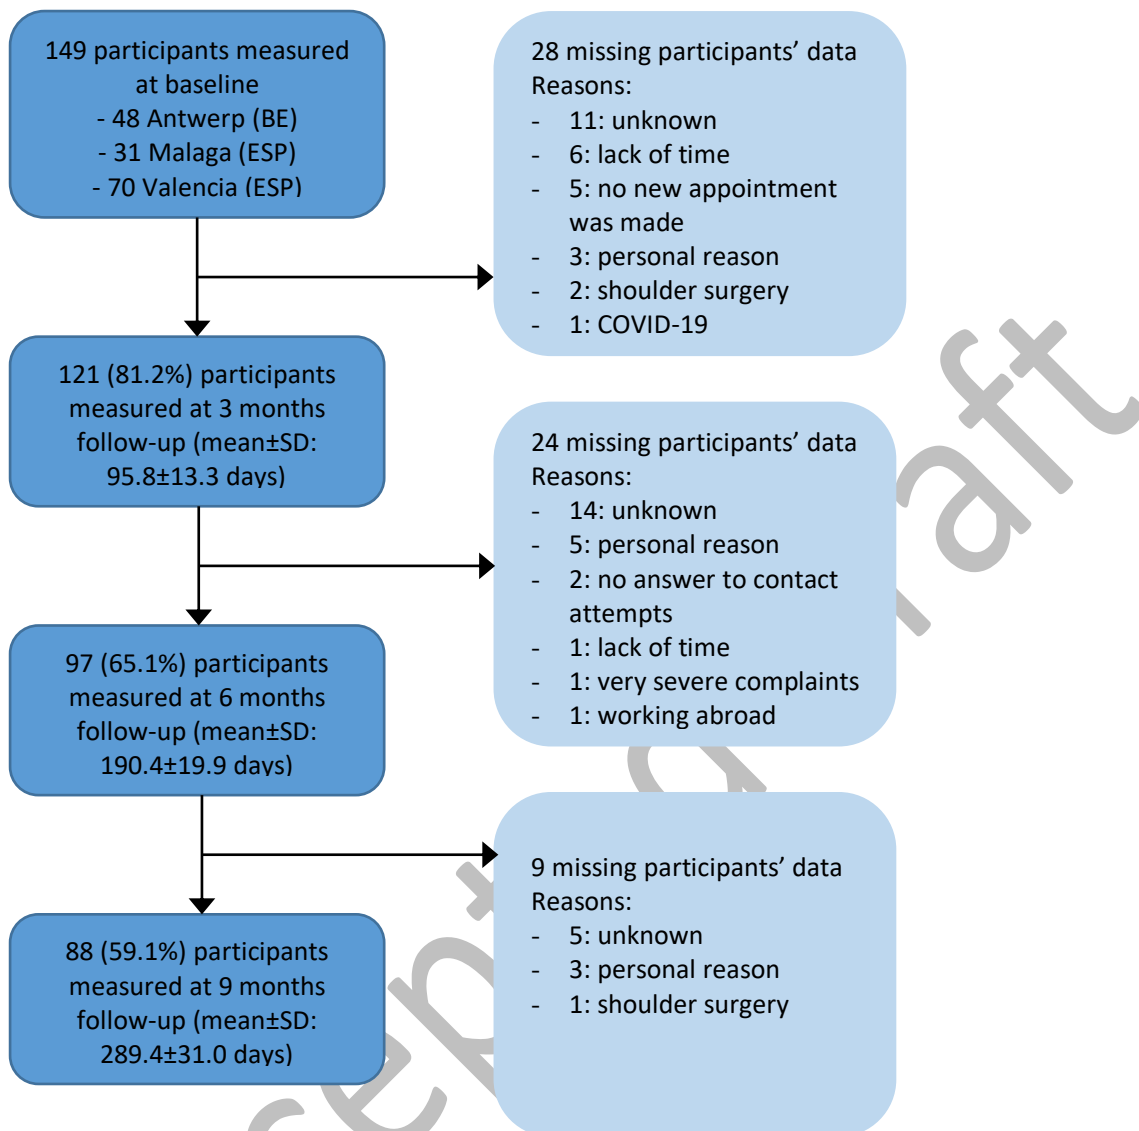 149 participants measured
at baseline
- 48 Antwerp (BE)
- 31 Malaga (ESP)
- 70 Valencia (ESP)
28 missing participants’ data
Reasons:
- 11: unknown
- 6: lack of time
- 5: no new appointment
was made
- 3: personal reason
- 2: shoulder surgery
- 1: COVID-19
121 (81.2%) participants
measured at 3 months
follow-up (mean±SD:
95.8±13.3 days)
24 missing participants’ data
Reasons:
- 14: unknown
- 5: personal reason
- 2: no answer to contact
attempts
- 1: lack of time
- 1: very severe complaints
- 1: working abroad
97 (65.1%) participants
measured at 6 months
follow-up (mean±SD:
190.4±19.9 days)
9 missing participants’ data
Reasons:
- 5: unknown
- 3: personal reason
- 1: shoulder surgery
88 (59.1%) participants
measured at 9 months
follow-up (mean±SD:
289.4±31.0 days)